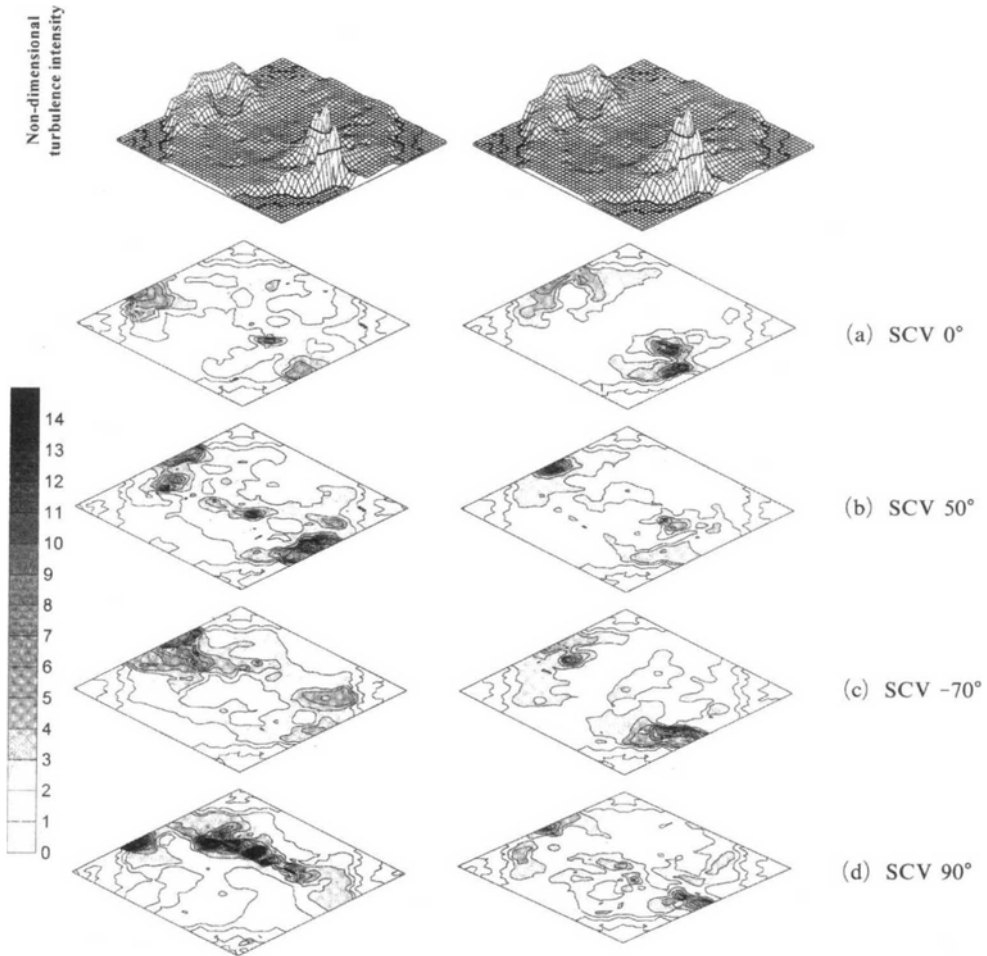 Non-dimensional
turbulence intensity
(a) SCV 0°
14
13
12
11
10
9
8
7
6
5
4
3
2
1
0
(b) SCV 50°
(c) SCV -70°
(d) SCV 90°